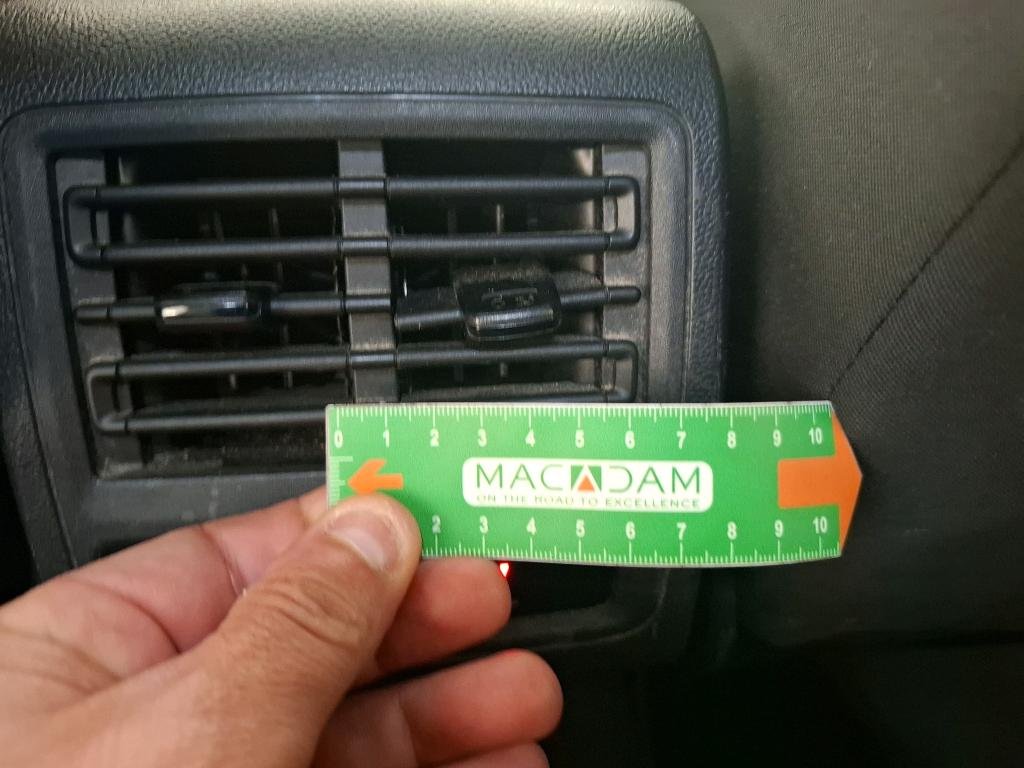 0 1 2 3 4 5 6 7 8 9 10
MACADAM
ON THE ROAD TO EXCELLENCE
2 3 4 5 6 7 8 9 10